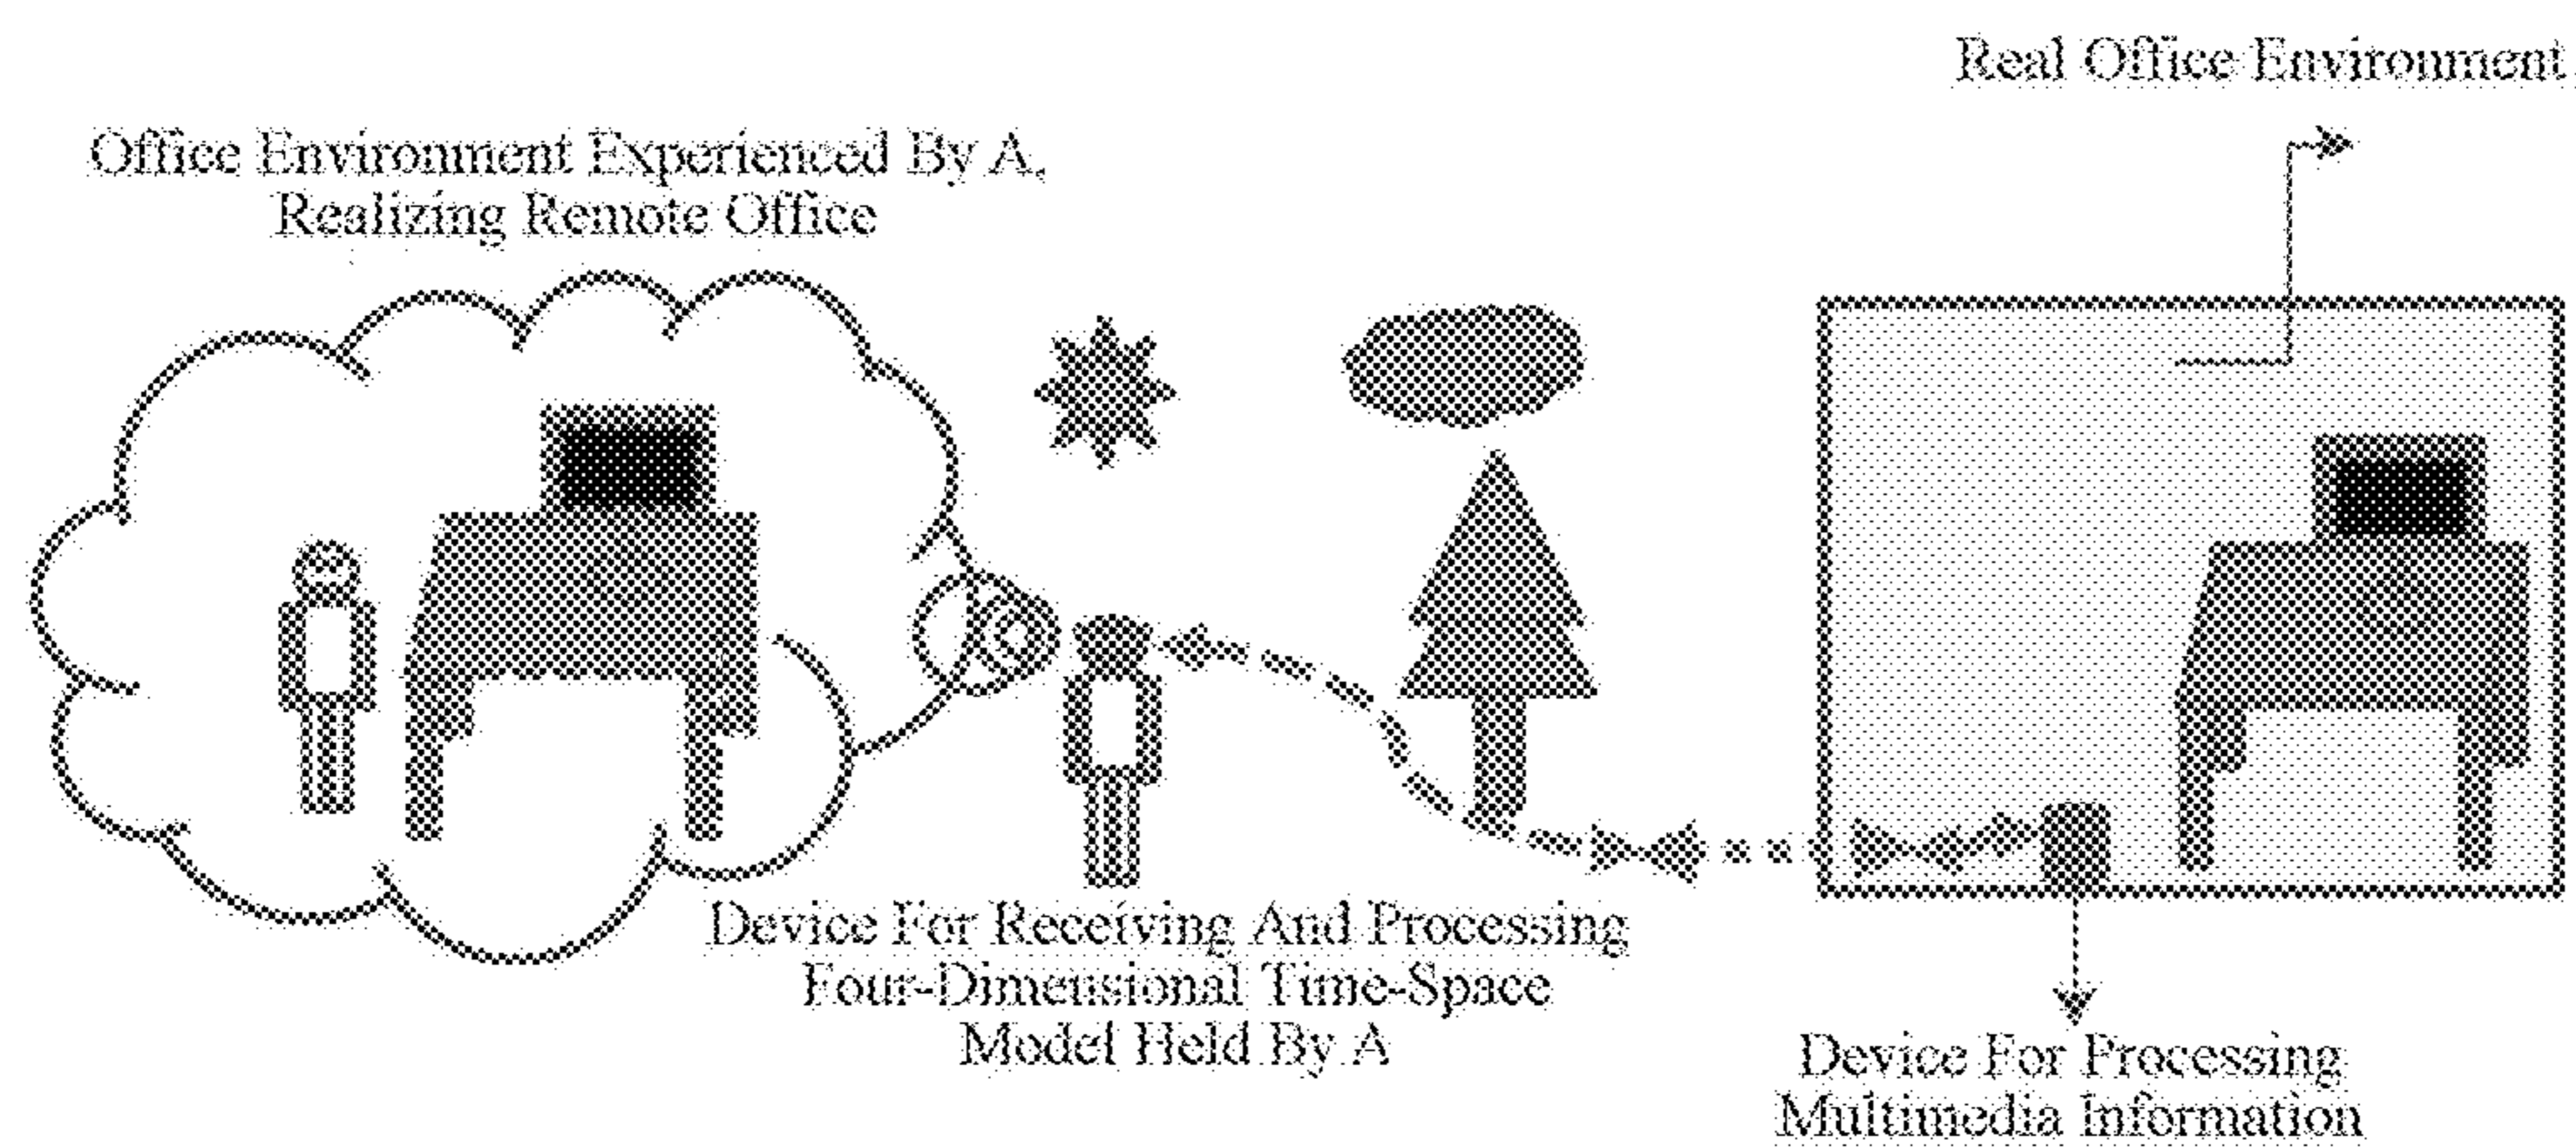 Real Office Environment
Office Environment Experienced By A,
Realizing Remote Office
Device For Receiving And Processing
Four-Dimensional Time-Space
Model Held By A
Device For Processing
Multimedia Information